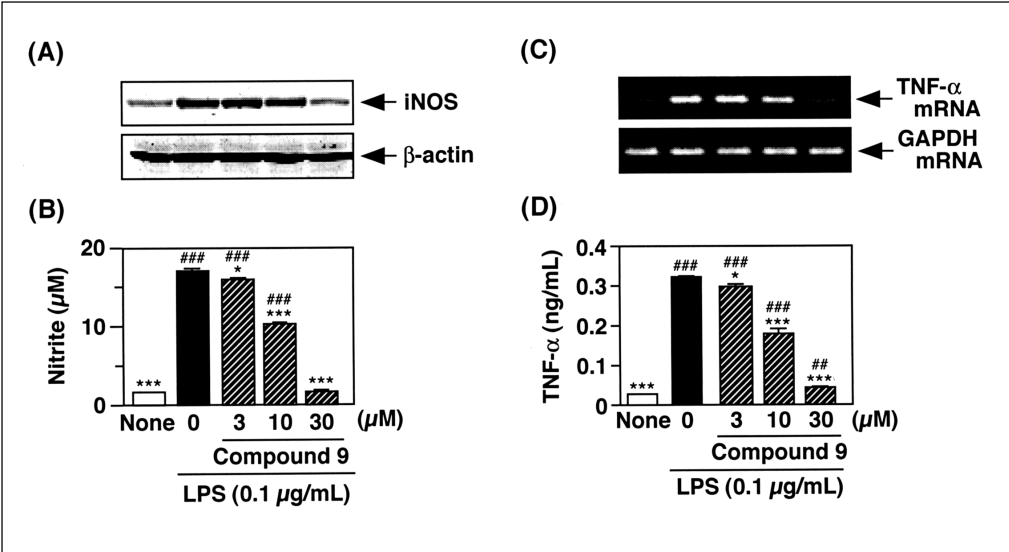 (A)
iNOS
β-actin
(B)
20
10
0
Nitrite (µM)
***
###
###
*
###
***
***
None 0 3 10 30 (µM)
Compound 9
LPS (0.1 µg/mL)
(C)
TNF-α
mRNA
GAPDH
mRNA
(D)
0.4
0.3
0.2
0.1
0
TNF-α (ng/mL)
***
###
###
*
###
***
##
***
None 0 3 10 30 (µM)
Compound 9
LPS (0.1 µg/mL)